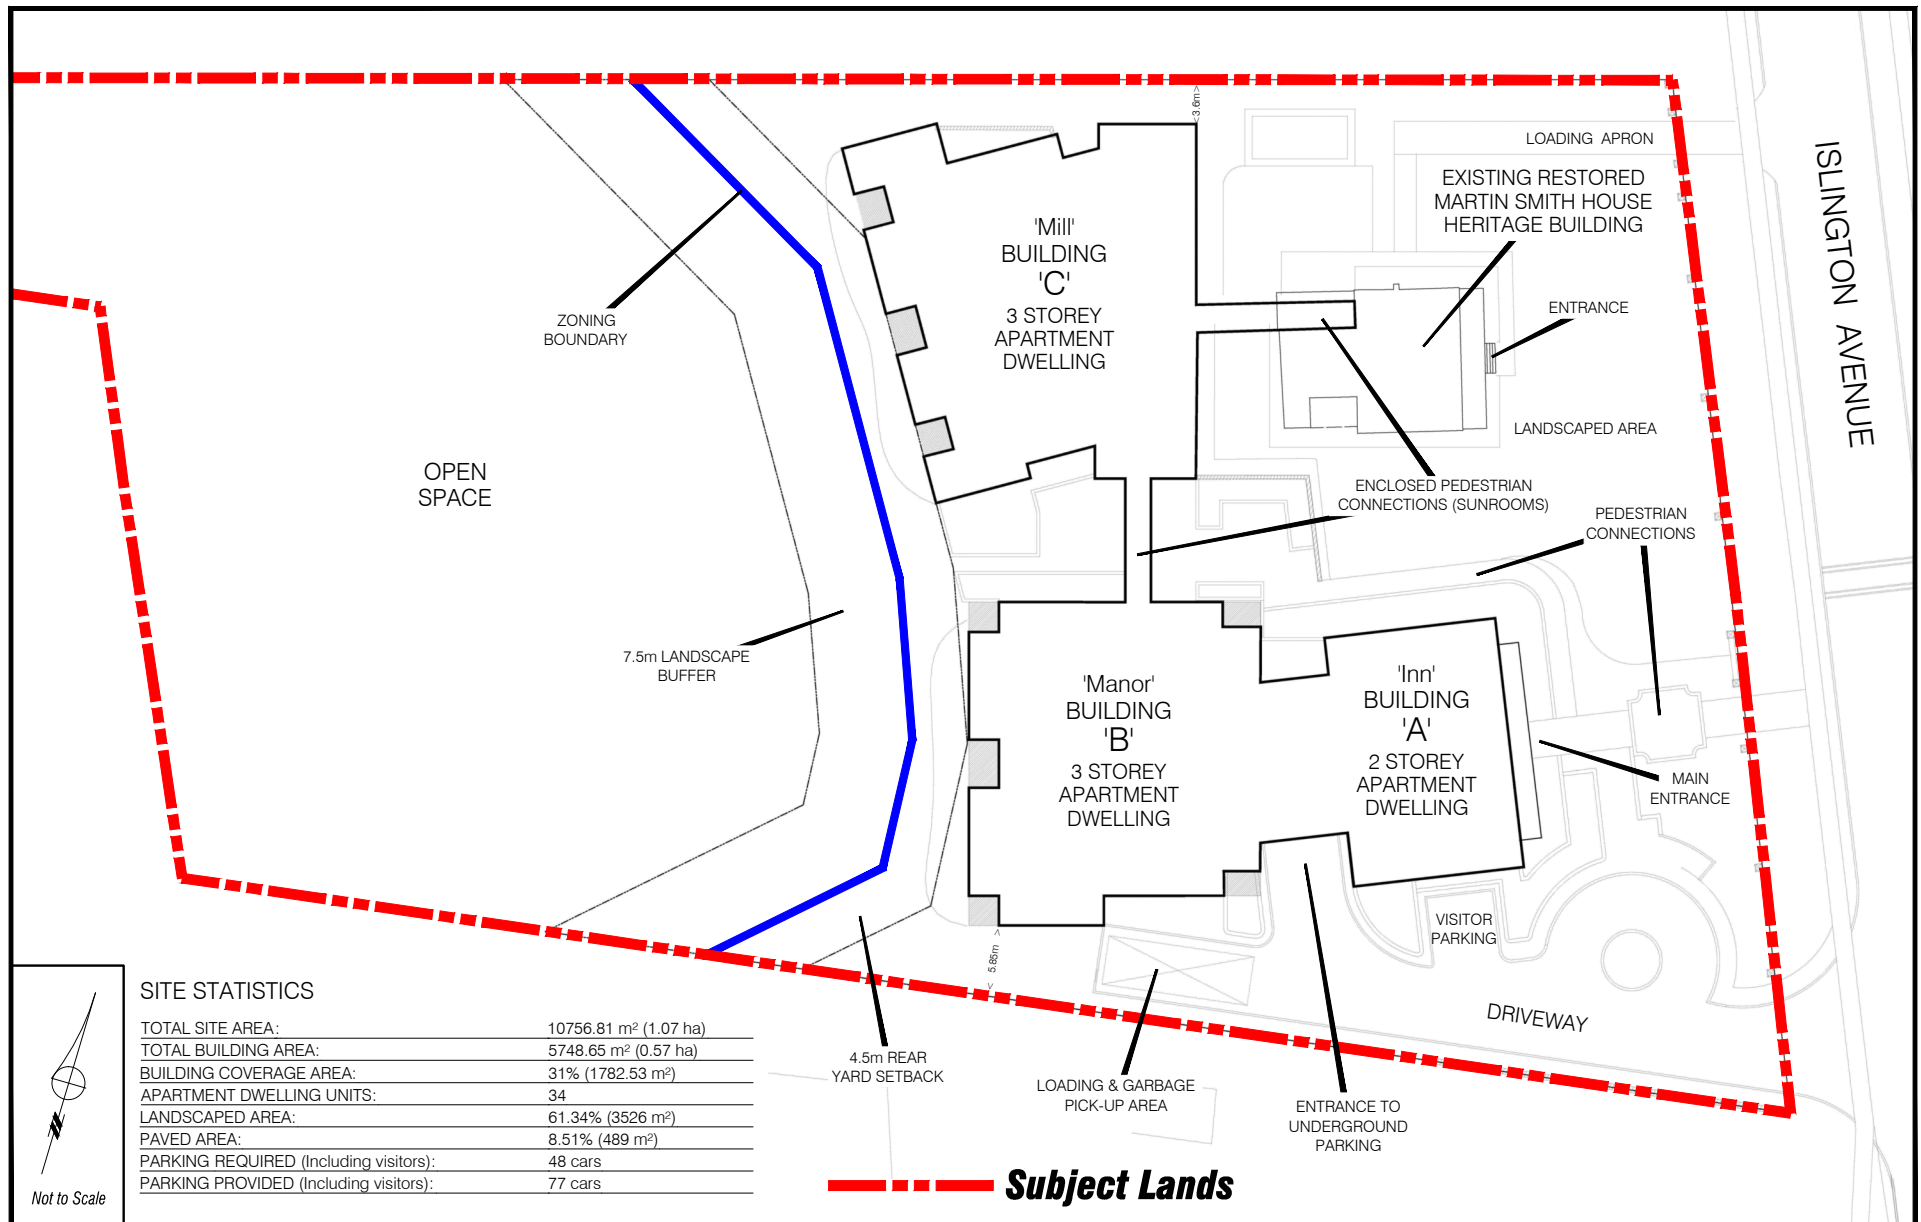 <3.6m>
LOADING APRON
EXISTING RESTORED
MARTIN SMITH HOUSE
HERITAGE BUILDING
ISLINGTON AVENUE
'Mill'
BUILDING
'C'
3 STOREY
APARTMENT
DWELLING
ENTRANCE
ZONING
BOUNDARY
LANDSCAPED AREA
OPEN
SPACE
ENCLOSED PEDESTRIAN
CONNECTIONS (SUNROOMS)
PEDESTRIAN
CONNECTIONS
7.5m LANDSCAPE
BUFFER
'Manor'
BUILDING
'B'
3 STOREY
APARTMENT
DWELLING
'Inn'
BUILDING
'A'
2 STOREY
APARTMENT
DWELLING
MAIN
ENTRANCE
VISITOR
PARKING
< 5.85m >
DRIVEWAY
4.5m REAR
YARD SETBACK
LOADING & GARBAGE
PICK-UP AREA
ENTRANCE TO
UNDERGROUND
PARKING
SITE STATISTICS
TOTAL SITE AREA: 10756.81 m² (1.07 ha)
TOTAL BUILDING AREA: 5748.65 m² (0.57 ha)
BUILDING COVERAGE AREA: 31% (1782.53 m²)
APARTMENT DWELLING UNITS: 34
LANDSCAPED AREA: 61.34% (3526 m²)
PAVED AREA: 8.51% (489 m²)
PARKING REQUIRED (Including visitors): 48 cars
PARKING PROVIDED (Including visitors): 77 cars
Not to Scale
Subject Lands